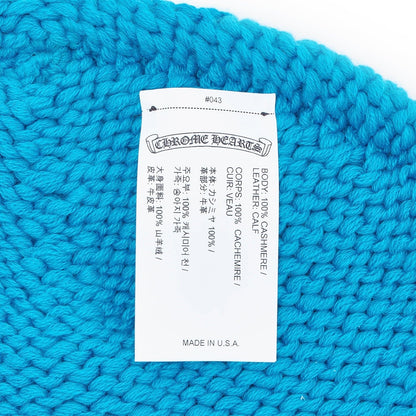 #043
CHROME HEARTS
BODY: 100% CASHMERE /
LEATHER: CALF
CORPS: 100% CACHEMIRE /
CUIR: VEAU
本体: カシミヤ 100% /
革部分: 牛革
주요부: 100% 캐시미어 천 /
가죽: 송아지 가죽
大身面料: 100% 山羊绒 /
皮革: 牛皮革
MADE IN U.S.A.